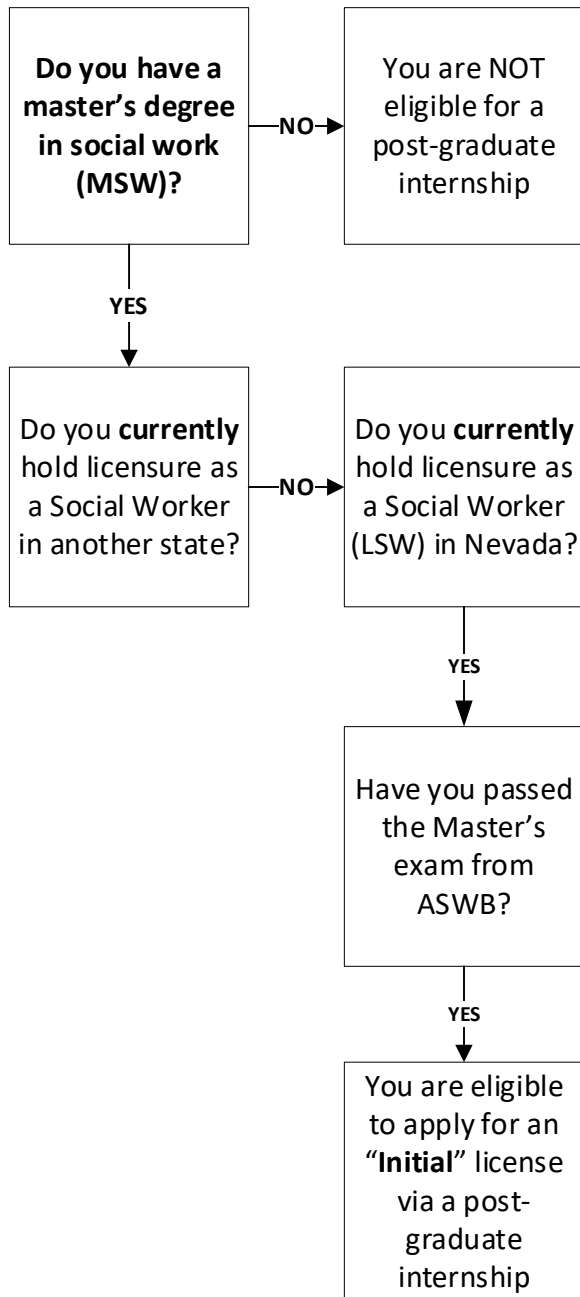 Do you have a
master’s degree
in social work
(MSW)?
NO
You are NOT
eligible for a
post-graduate
internship
YES
Do you currently
hold licensure as
a Social Worker
in another state?
NO
Do you currently
hold licensure as
a Social Worker
(LSW) in Nevada?
YES
Have you passed
the Master’s
exam from
ASWB?
YES
You are eligible
to apply for an
“Initial” license
via a post-
graduate
internship